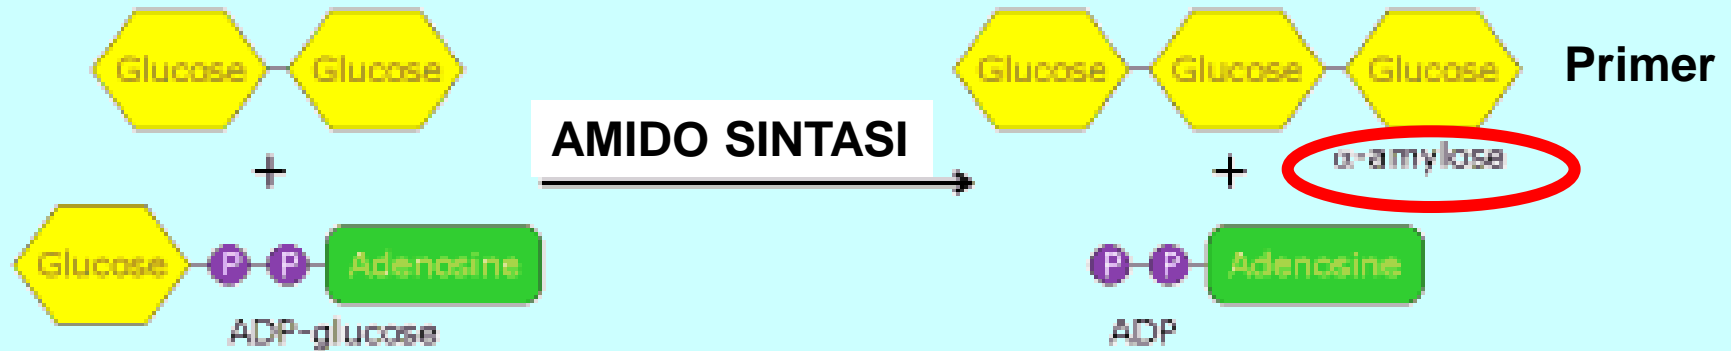 Glucose Glucose
+
Glucose P P Adenosine
ADP-glucose
AMIDO SINTASI
Glucose Glucose Glucose Primer
α-amylose
+
P P Adenosine
ADP